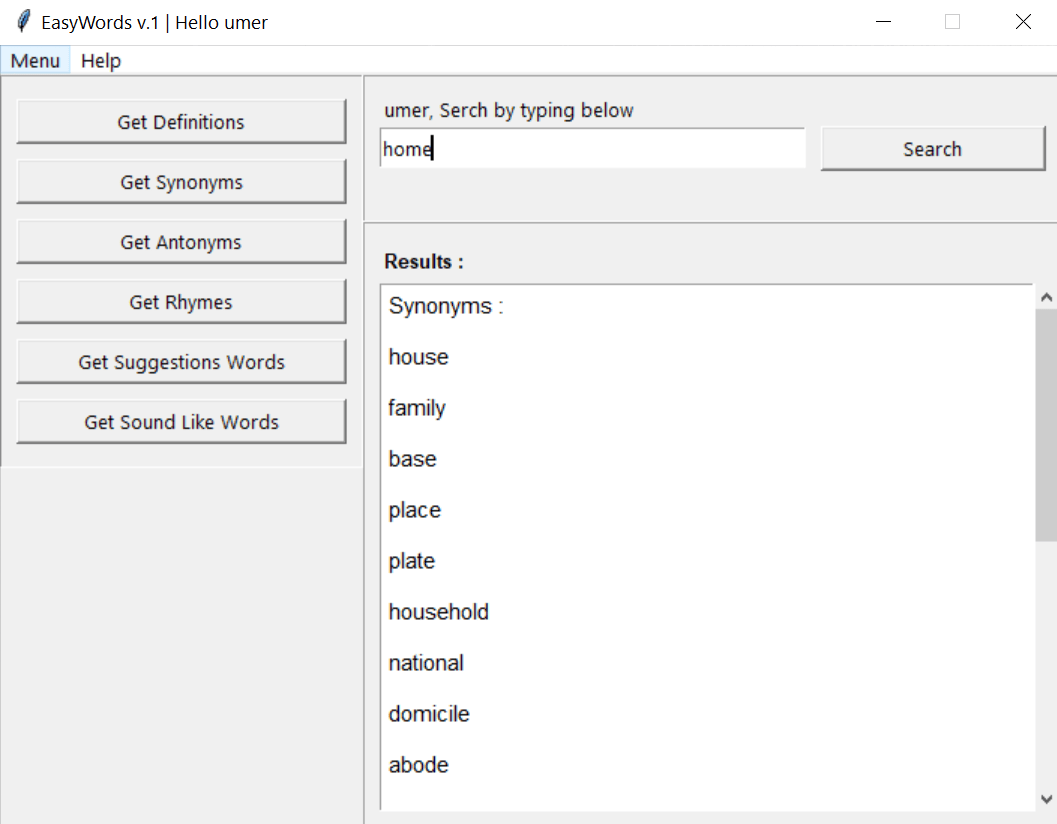 EasyWords v.1 | Hello umer
Menu Help
Get Definitions
Get Synonyms
Get Antonyms
Get Rhymes
Get Suggestions Words
Get Sound Like Words
umer, Serch by typing below
home
Search
Results :
Synonyms :
house
family
base
place
plate
household
national
domicile
abode